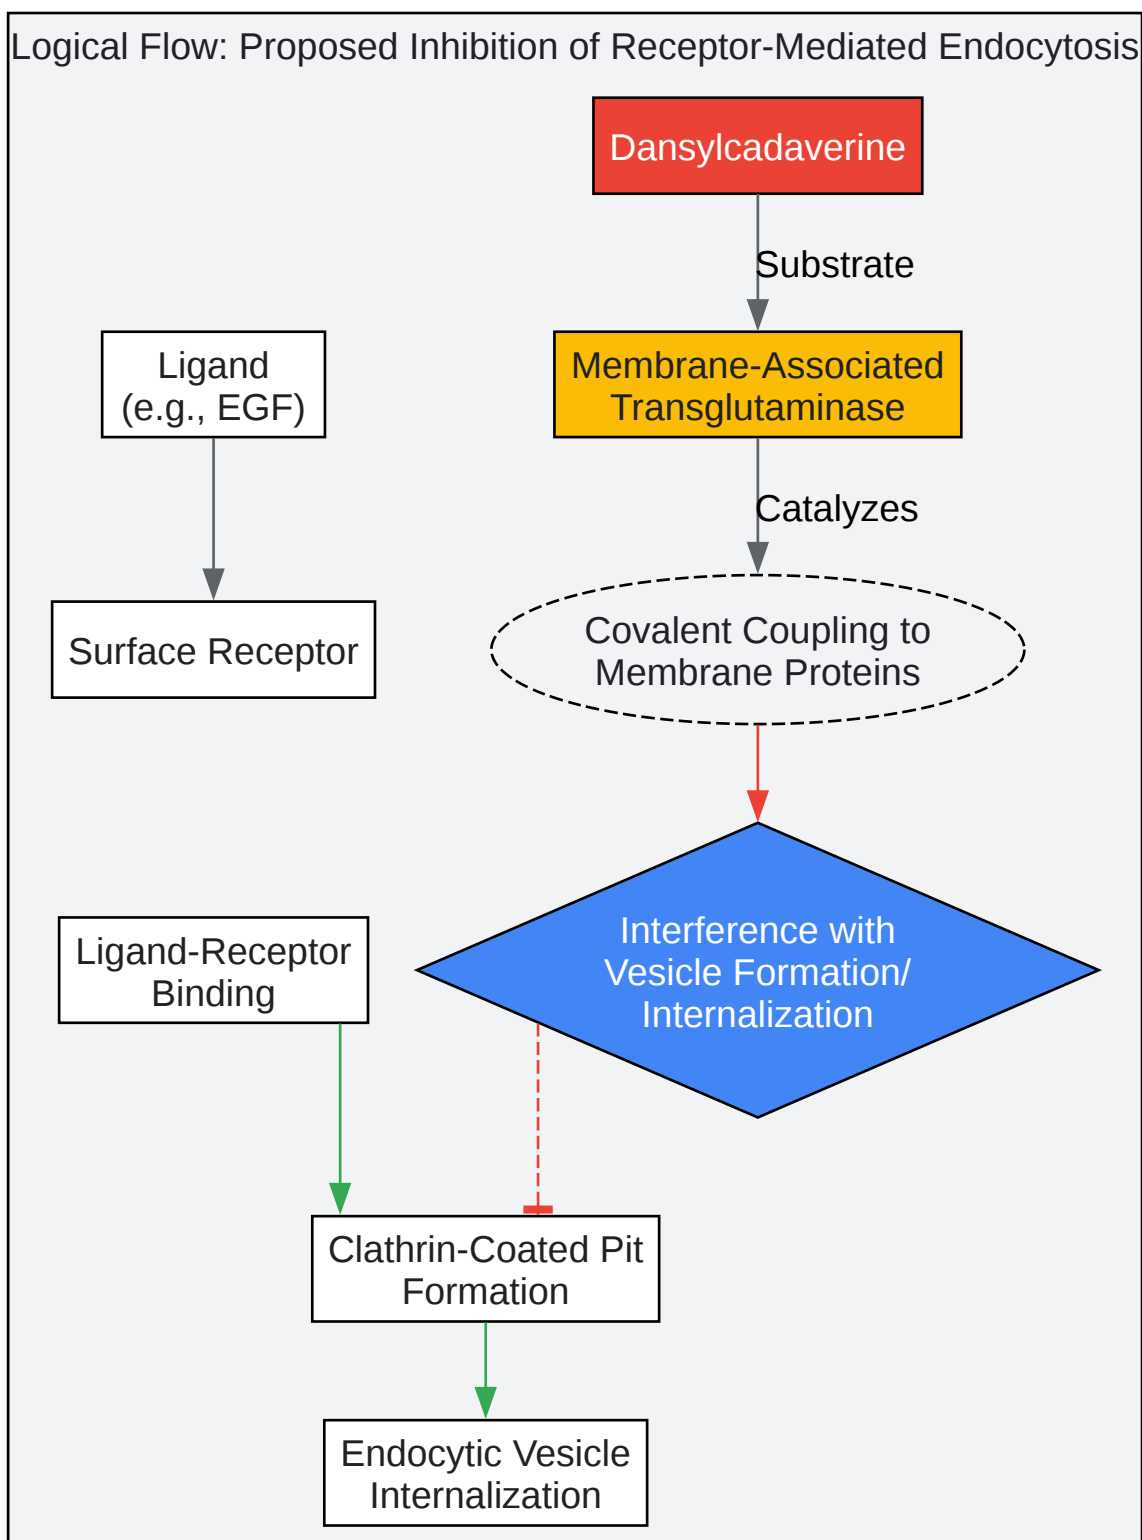 Logical Flow: Proposed Inhibition of Receptor-Mediated Endocytosis
Dansylcadaverine
Substrate
Ligand
(e.g., EGF)
Membrane-Associated
Transglutaminase
Catalyzes
Surface Receptor
Covalent Coupling to
Membrane Proteins
Ligand-Receptor
Binding
Interference with
Vesicle Formation/
Internalization
Clathrin-Coated Pit
Formation
Endocytic Vesicle
Internalization